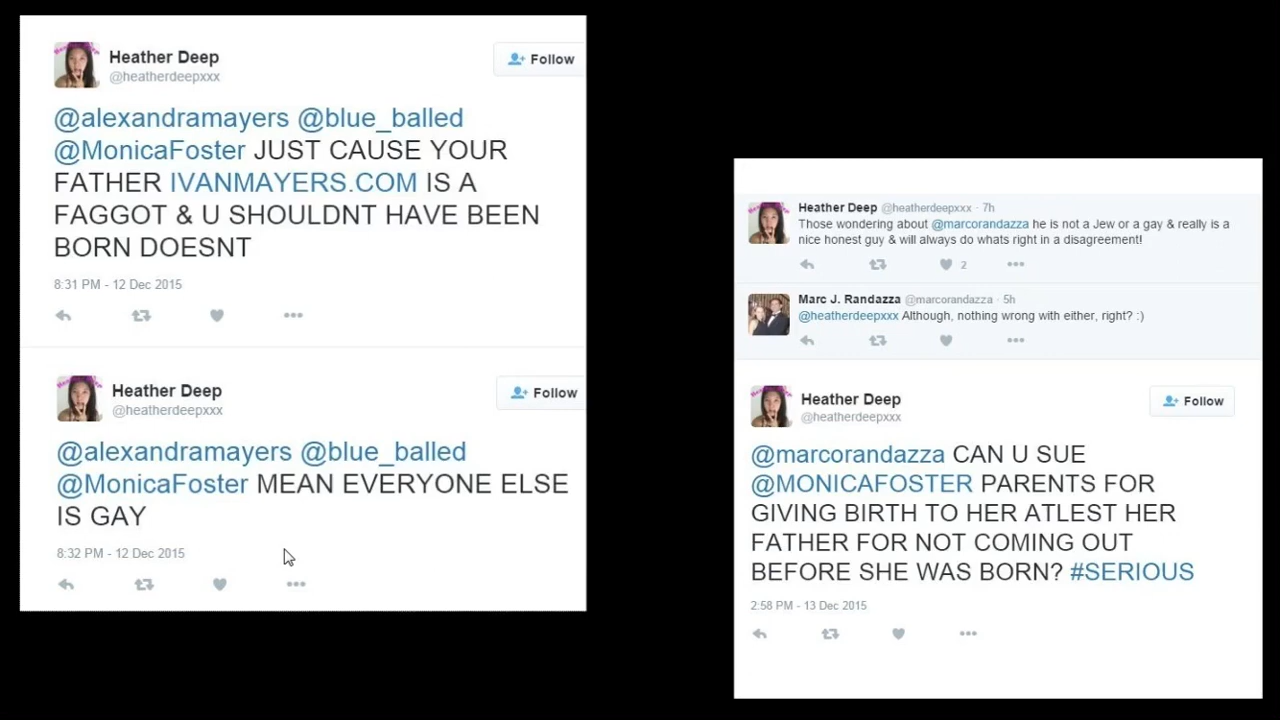 Heather Deep
@heatherdeepxxx
Follow
@alexandramayers @blue_balled
@MonicaFoster JUST CAUSE YOUR
FATHER IVANMAYERS.COM IS A
FAGGOT & U SHOULDNT HAVE BEEN
BORN DOESNT
8:31 PM - 12 Dec 2015
Heather Deep
@heatherdeepxxx
Follow
@alexandramayers @blue_balled
@MonicaFoster MEAN EVERYONE ELSE
IS GAY
8:32 PM - 12 Dec 2015
Heather Deep @heatherdeepxxx · 7h
Those wondering about @marcorandazza he is not a Jew or a gay & really is a
nice honest guy & will always do whats right in a disagreement!
2
Marc J. Randazza @marcorandazza · 5h
@heatherdeepxxx Although, nothing wrong with either, right? :)
Heather Deep
@heatherdeepxxx
Follow
@marcorandazza CAN U SUE
@MONICAFOSTER PARENTS FOR
GIVING BIRTH TO HER ATLEST HER
FATHER FOR NOT COMING OUT
BEFORE SHE WAS BORN? #SERIOUS
2:58 PM - 13 Dec 2015